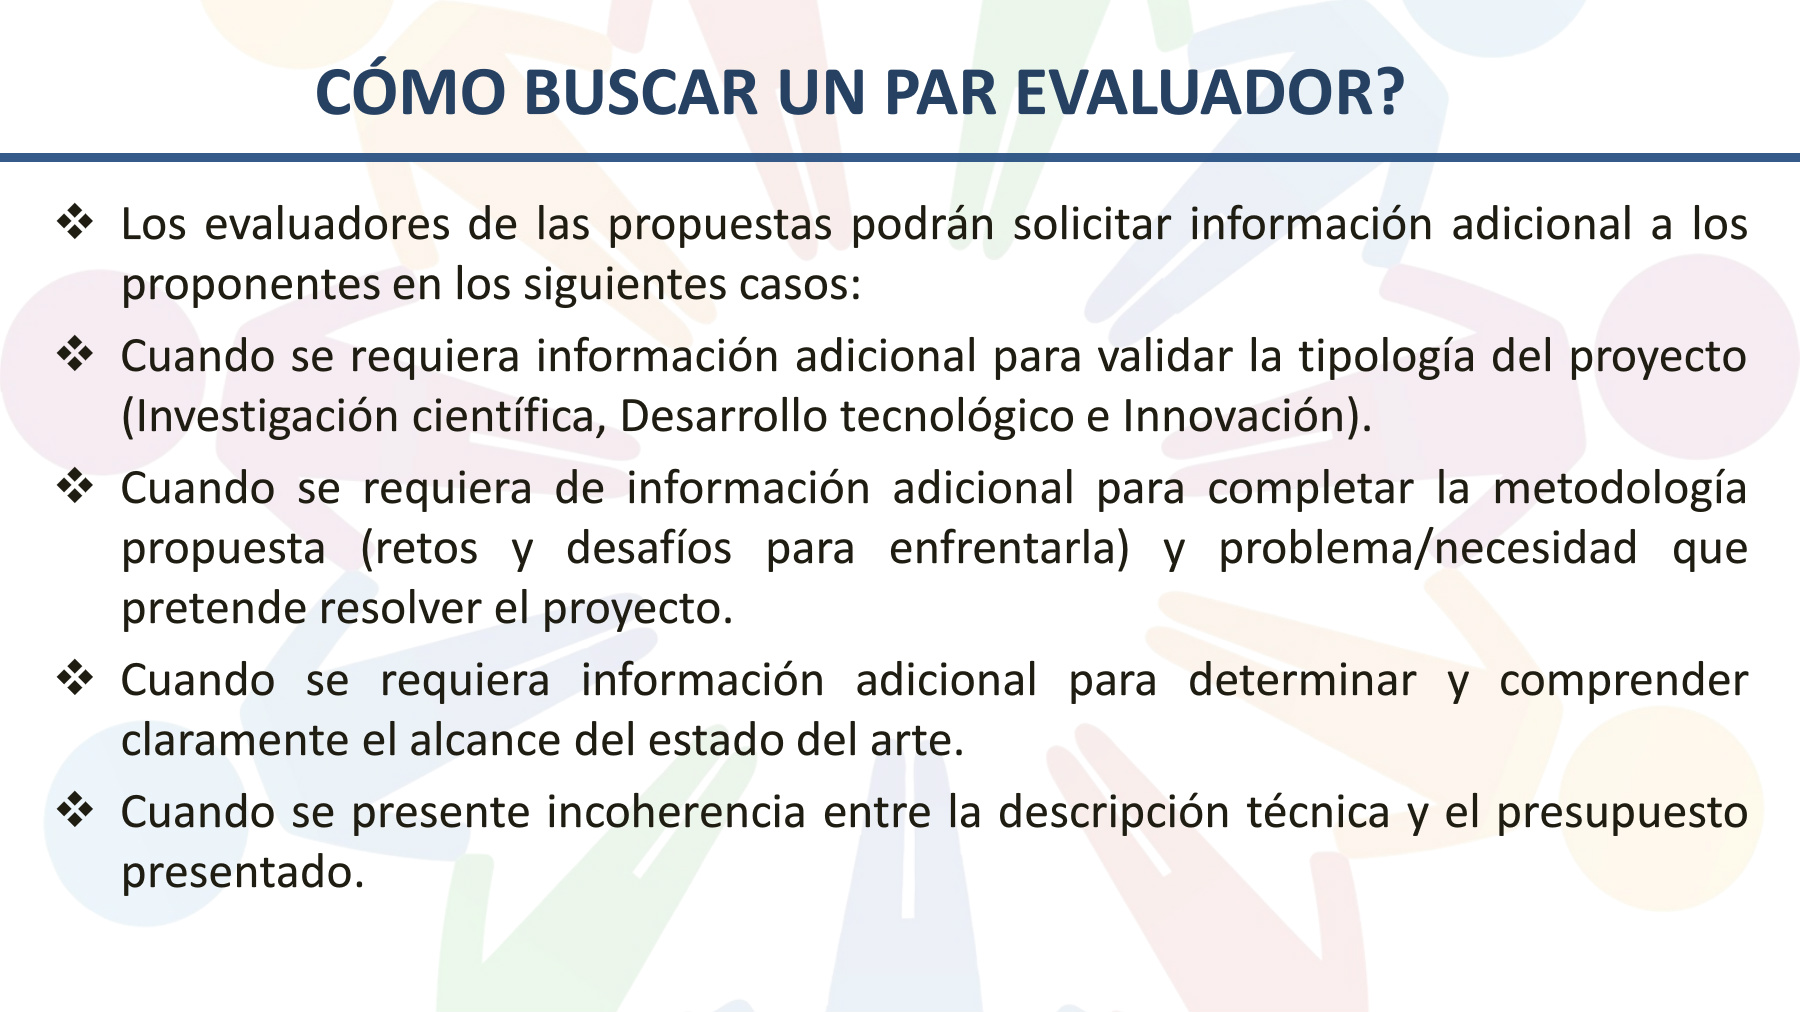 CÓMO BUSCAR UN PAR EVALUADOR?
❖ Los evaluadores de las propuestas podrán solicitar información adicional a los
proponentes en los siguientes casos:
❖ Cuando se requiera información adicional para validar la tipología del proyecto
(Investigación científica, Desarrollo tecnológico e Innovación).
❖ Cuando se requiera de información adicional para completar la metodología
propuesta (retos y desafíos para enfrentarla) y problema/necesidad que
pretende resolver el proyecto.
❖ Cuando se requiera información adicional para determinar y comprender
claramente el alcance del estado del arte.
❖ Cuando se presente incoherencia entre la descripción técnica y el presupuesto
presentado.